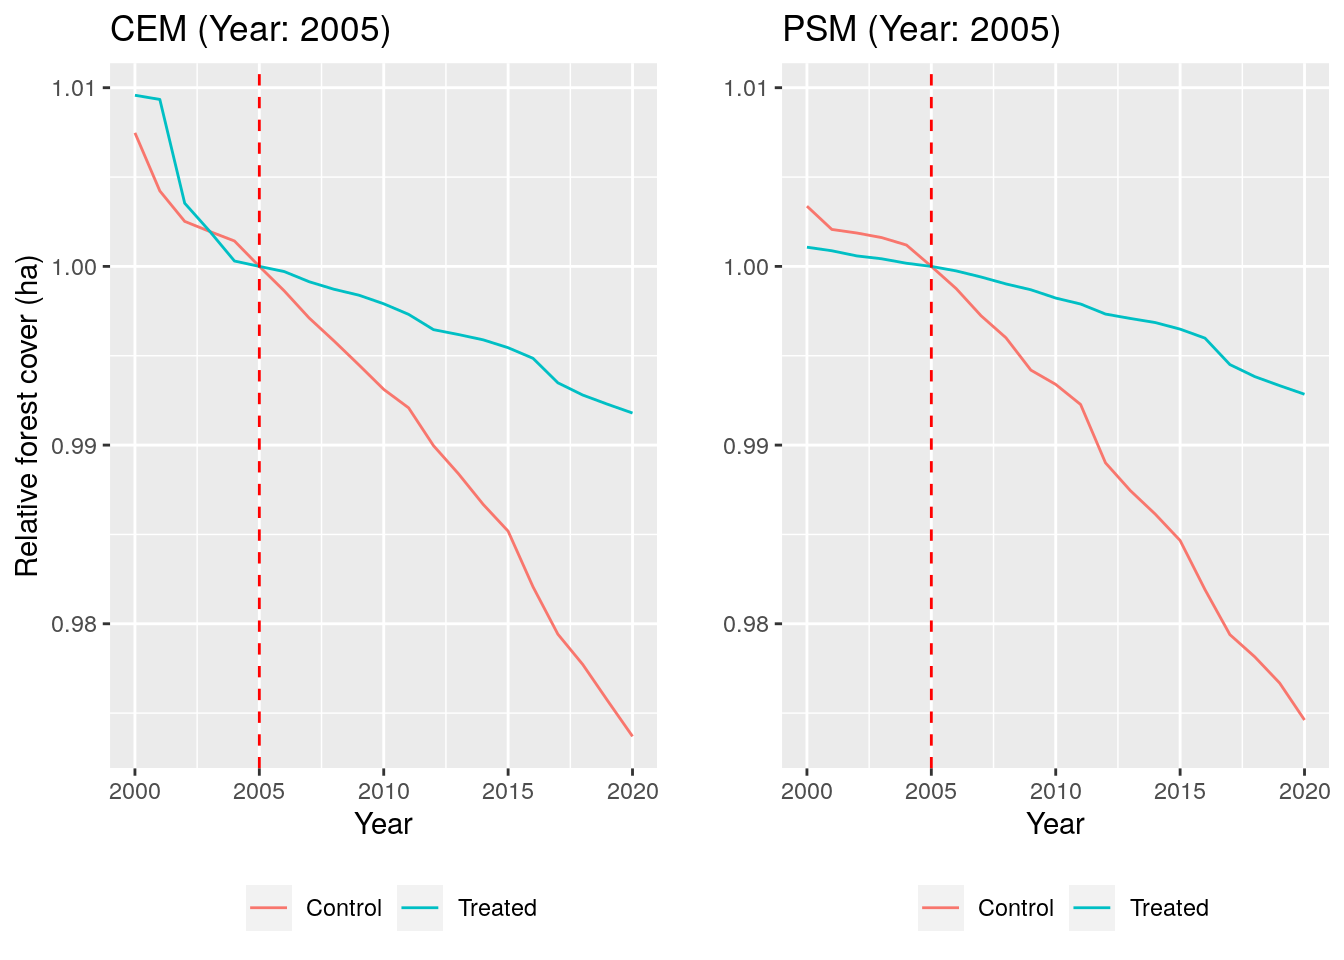 CEM (Year: 2005)
Relative forest cover (ha)
1.01
1.00
0.99
0.98
2000 2005 2010 2015 2020
Year
Control Treated
PSM (Year: 2005)
1.01
1.00
0.99
0.98
2000 2005 2010 2015 2020
Year
Control Treated